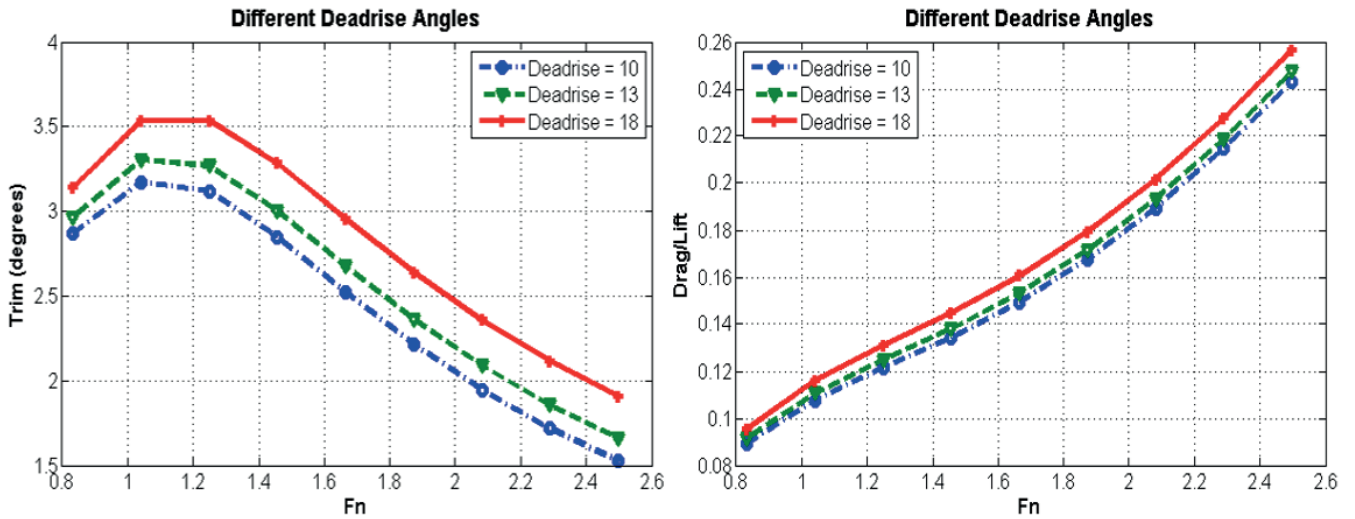 Different Deadrise Angles
4
3.5
3
2.5
2
1.5
Trim (degrees)
Deadrise = 10
Deadrise = 13
Deadrise = 18
0.8 1 1.2 1.4 1.6 1.8 2 2.2 2.4 2.6
Fn
Different Deadrise Angles
0.26
0.24
0.22
0.2
0.18
0.16
0.14
0.12
0.1
0.08
Drag/Lift
Deadrise = 10
Deadrise = 13
Deadrise = 18
0.8 1 1.2 1.4 1.6 1.8 2 2.2 2.4 2.6
Fn